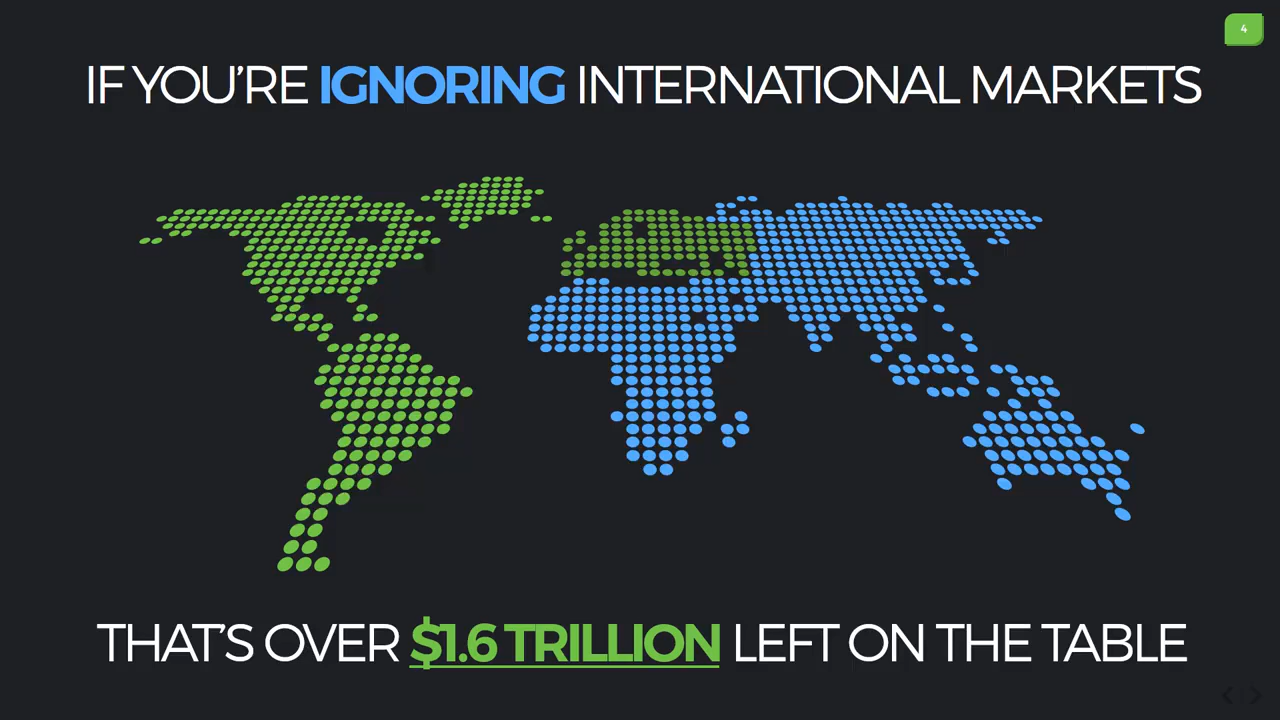 4
IF YOU’RE IGNORING INTERNATIONAL MARKETS
THAT’S OVER $1.6 TRILLION LEFT ON THE TABLE